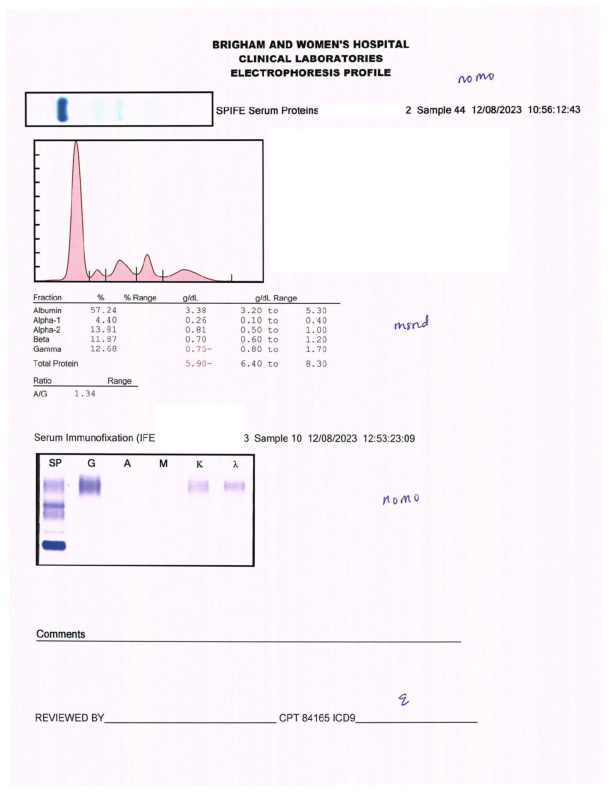 BRIGHAM AND WOMEN'S HOSPITAL
CLINICAL LABORATORIES
ELECTROPHORESIS PROFILE
nomo
SPIFE Serum Proteins 2 Sample 44 12/08/2023 10:56:12:43
Fraction % % Range g/dL g/dL Range
Albumin 57.24 3.38 3.20 to 5.30
Alpha-1 4.40 0.26 0.10 to 0.40
Alpha-2 13.81 0.81 0.50 to 1.00
Beta 11.87 0.70 0.60 to 1.20
Gamma 12.68 0.75- 0.80 to 1.70
msnd
Total Protein 5.90- 6.40 to 8.30
Ratio Range
A/G 1.34
Serum Immunofixation (IFE 3 Sample 10 12/08/2023 12:53:23:09
SP G A M K λ
nomo
Comments
REVIEWED BY CPT 84165 ICD9